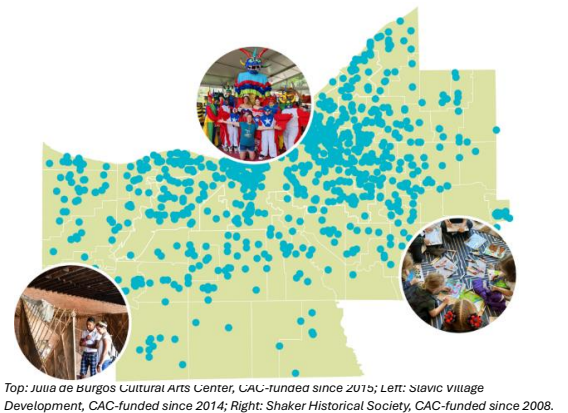 Top: Julia de Burgos Cultural Arts Center, CAC-funded since 2015; Left: Slavic Village
Development, CAC-funded since 2014; Right: Shaker Historical Society, CAC-funded since 2008.